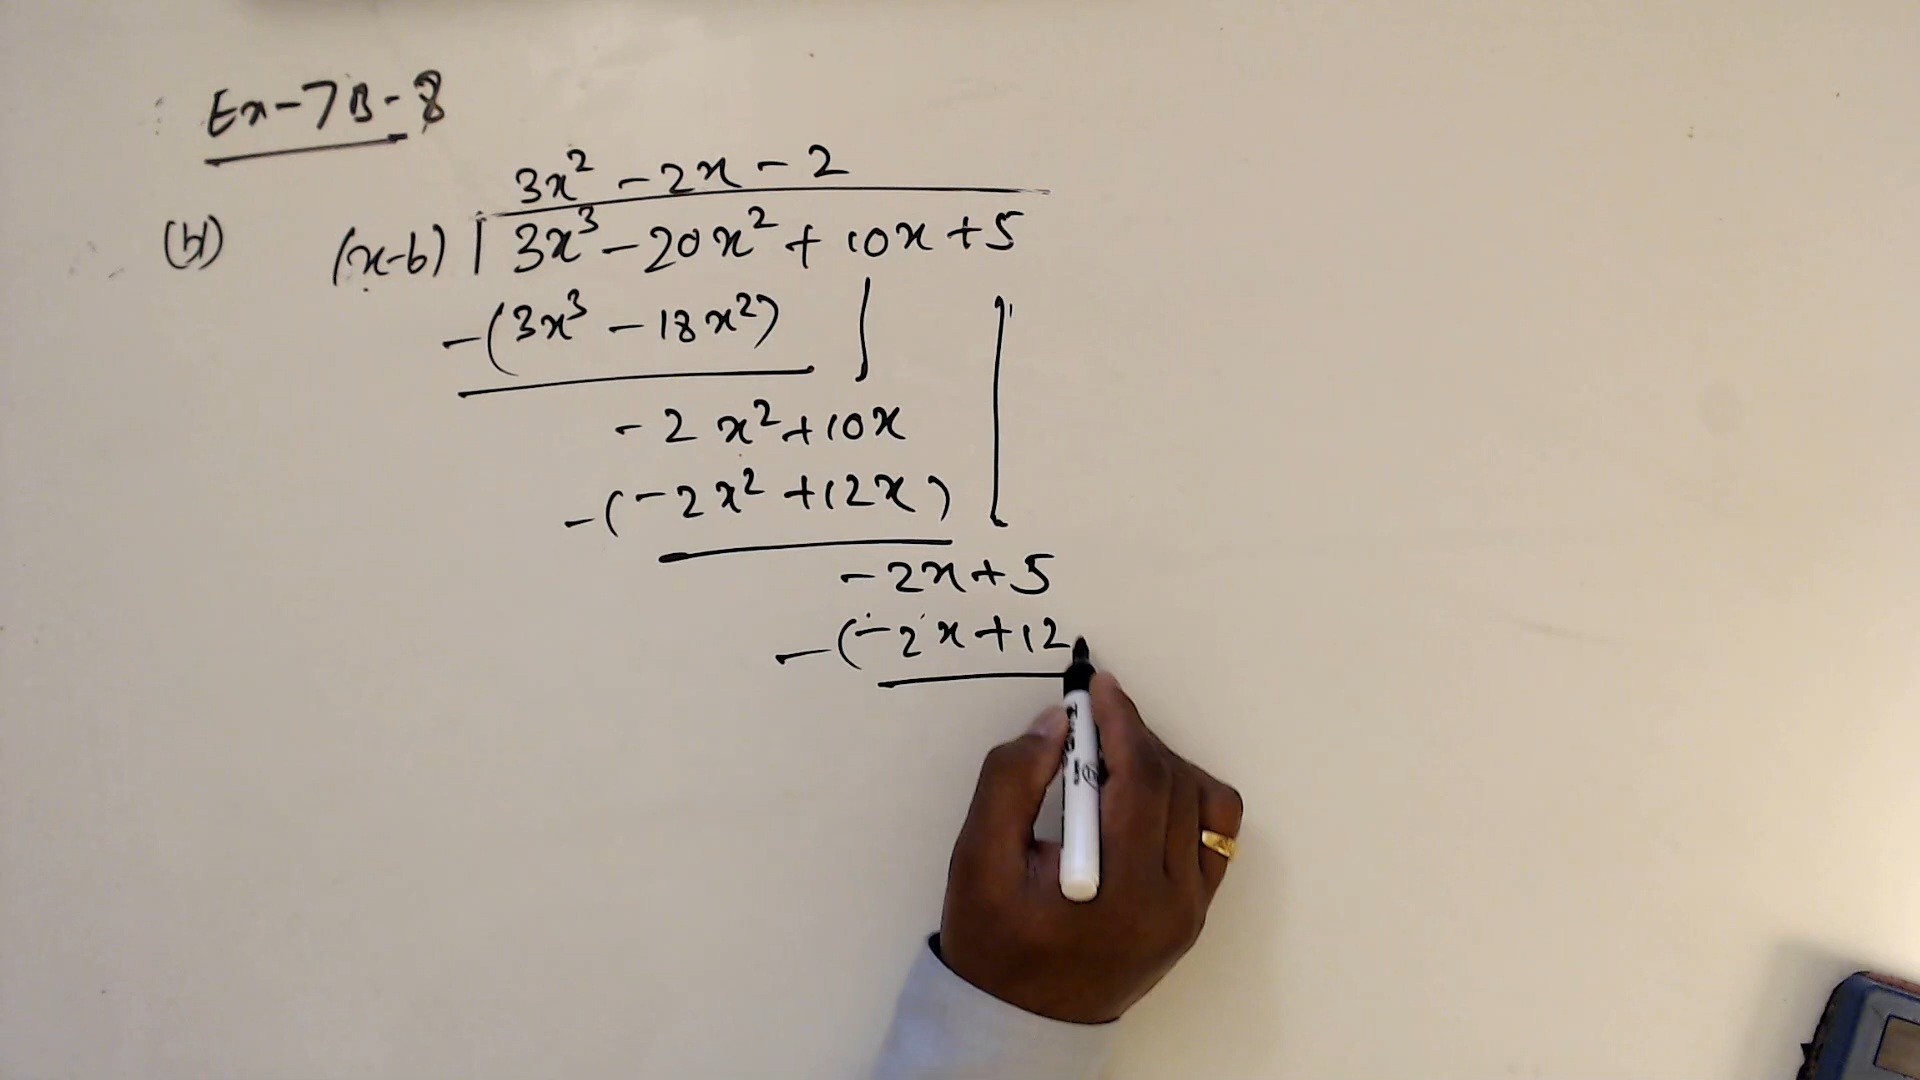 Ex-7B-8
3x² - 2x - 2
(b) (x-6) | 3x³ - 20x² + 10x + 5
-(3x³ - 18x²)
-2x² + 10x
-(-2x² + 12x)
-2x + 5
-(-2x + 12